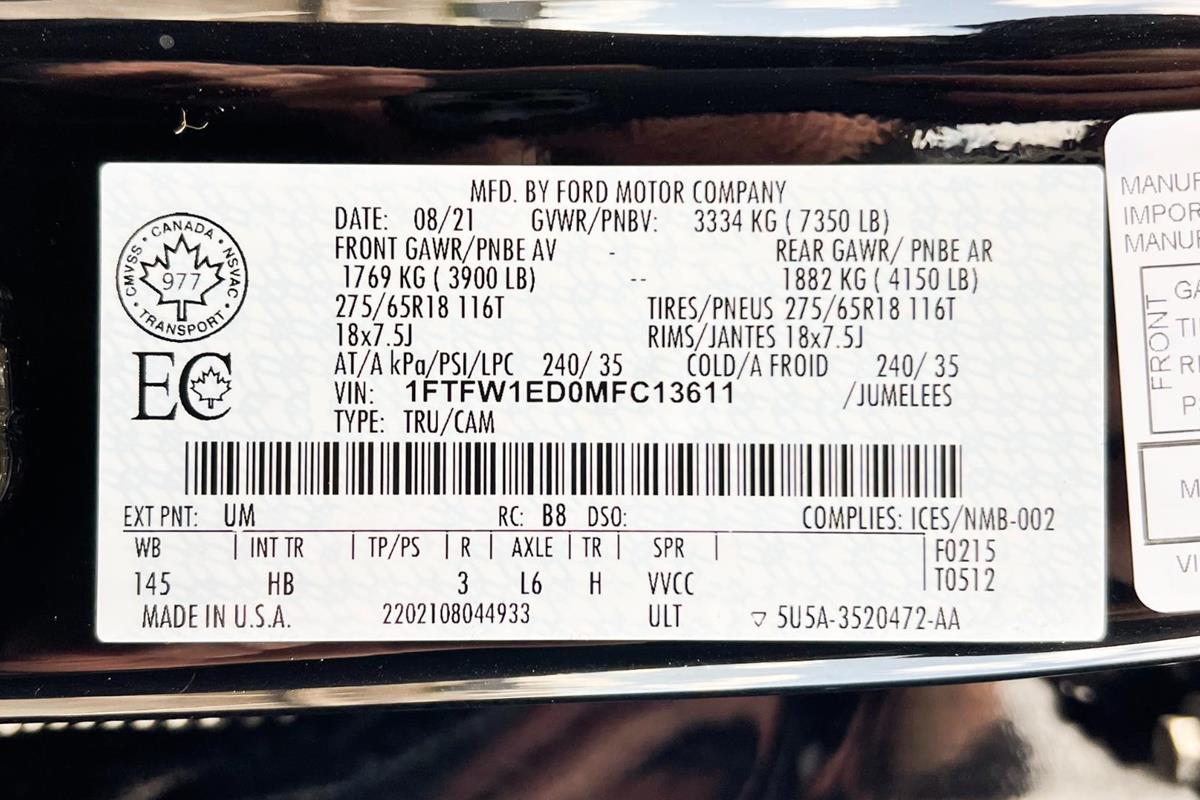 MFD. BY FORD MOTOR COMPANY
DATE: 08/21 GVWR/PNBV: 3334 KG ( 7350 LB)
FRONT GAWR/PNBE AV - REAR GAWR/ PNBE AR
1769 KG ( 3900 LB) -- 1882 KG ( 4150 LB)
275/65R18 116T TIRES/PNEUS 275/65R18 116T
18x7.5J RIMS/JANTES 18x7.5J
AT/A kPa/PSI/LPC 240/ 35 COLD/A FROID 240/ 35
VIN: 1FTFW1ED0MFC13611 /JUMELEES
TYPE: TRU/CAM
CMVSS · CANADA · NSVAC
977
· TRANSPORT ·
EC
EXT PNT: UM RC: B8 DSO: COMPLIES: ICES/NMB-002
WB | INT TR | TP/PS | R | AXLE | TR | SPR | F0215
145 HB 3 L6 H VVCC T0512
MADE IN U.S.A. 2202108044933 ULT ▽ 5U5A-3520472-AA
MANUF
IMPOR
MANUF
FRONT
GA
TI
RI
PS
M
VI